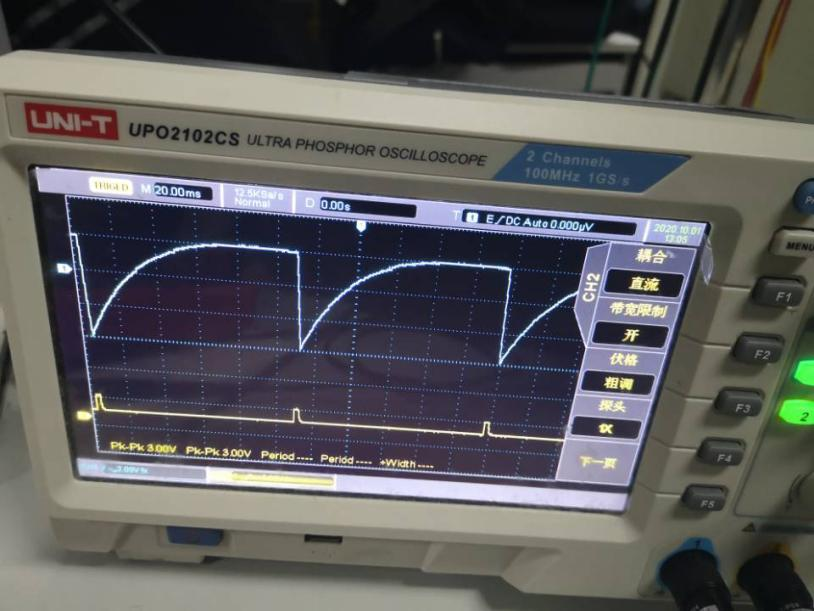 UNI-T UPO2102CS ULTRA PHOSPHOR OSCILLOSCOPE
2 Channels
100MHz 1GS/s
TRIGED M 20.00ms 12.5KSa/s D 0.00s T 1 E / DC Auto 0.000µV 2020.10.01
Normal 13:05
MENU
CH2
耦合
直流
带宽限制
开
伏格
粗调
探头
1X
下一页
F1
F2
F3
F4
F5
1
2
Pk-Pk 3.00V Pk-Pk 3.00V Period ---- Period ---- +Width ----
1